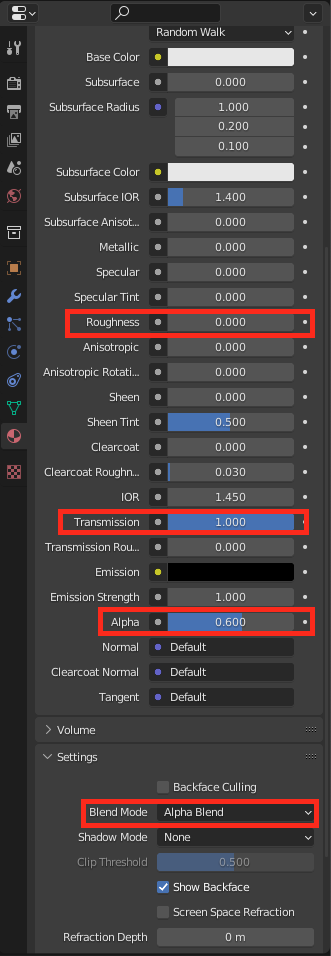 Random Walk
Base Color
Subsurface 0.000
Subsurface Radius 1.000
0.200
0.100
Subsurface Color
Subsurface IOR 1.400
Subsurface Anisot... 0.000
Metallic 0.000
Specular 0.000
Specular Tint 0.000
Roughness 0.000
Anisotropic 0.000
Anisotropic Rotati... 0.000
Sheen 0.000
Sheen Tint 0.500
Clearcoat 0.000
Clearcoat Roughn... 0.030
IOR 1.450
Transmission 1.000
Transmission Rou... 0.000
Emission
Emission Strength 1.000
Alpha 0.600
Normal Default
Clearcoat Normal Default
Tangent Default
Volume
Settings
Backface Culling
Blend Mode Alpha Blend
Shadow Mode None
Clip Threshold 0.500
Show Backface
Screen Space Refraction
Refraction Depth 0 m